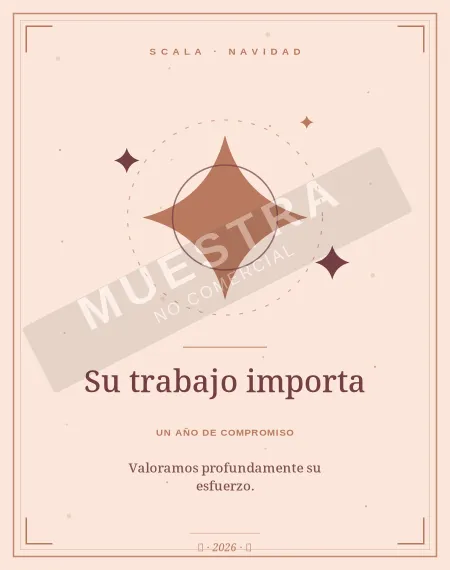 SCALA · NAVIDAD
MUESTRA
NO COMERCIAL
Su trabajo importa
UN AÑO DE COMPROMISO
Valoramos profundamente su
esfuerzo.
· 2026 ·